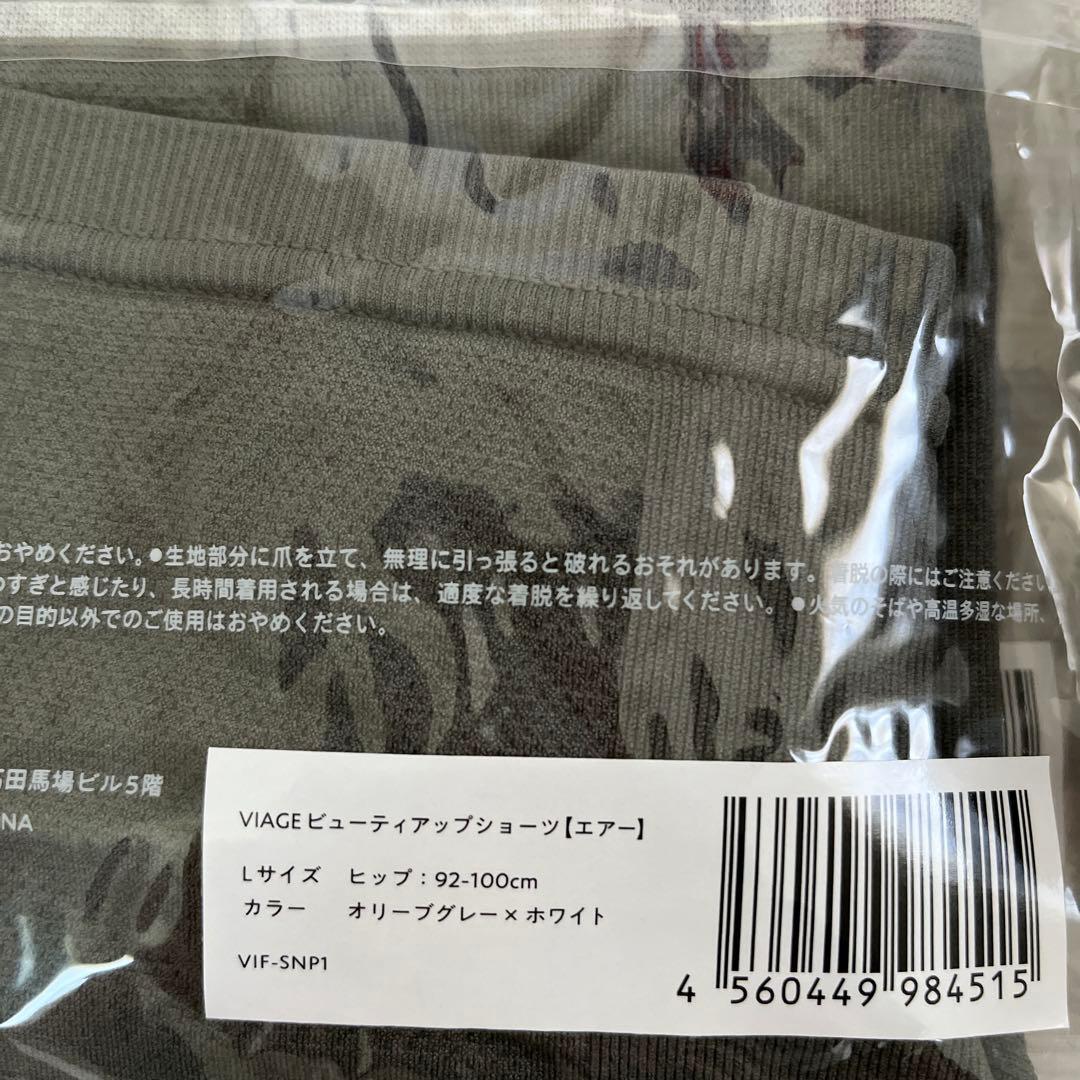 おやめください。●生地部分に爪を立て、無理に引っ張ると破れるおそれがあります。着脱の際にはご注意ください
すぎと感じたり、長時間着用される場合は、適度な着脱を繰り返してください。●火気のそばや高温多湿な場所、
の目的以外でのご使用はおやめください。
田馬場ビル5階
NA
VIAGE ビューティアップショーツ【エアー】
Lサイズ ヒップ：92-100cm
カラー オリーブグレー×ホワイト
VIF-SNP1
4 560449 984515